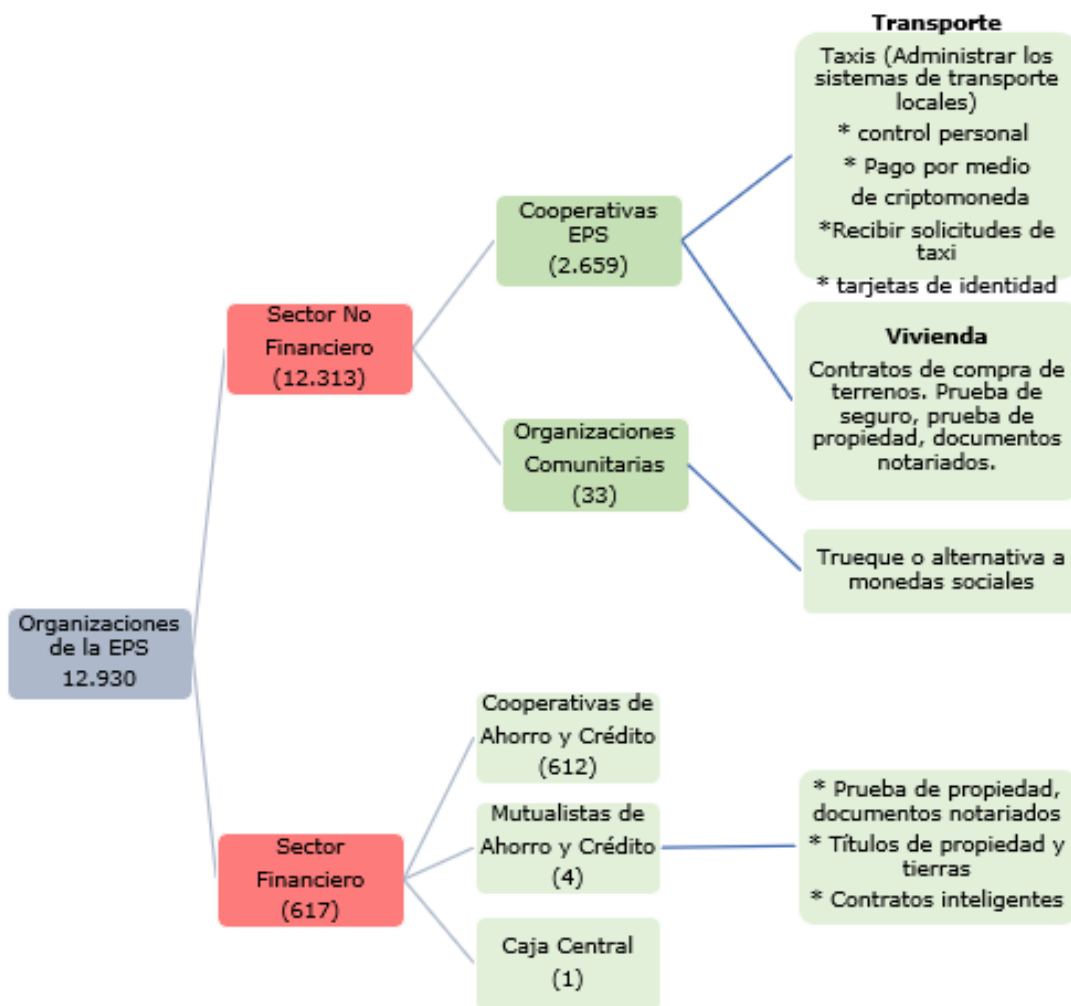 Transporte
Taxis (Administrar los
sistemas de transporte
locales)
* control personal
* Pago por medio
de criptomoneda
*Recibir solicitudes de
taxi
* tarjetas de identidad
Cooperativas
EPS
(2.659)
Sector No
Financiero
(12.313)
Vivienda
Contratos de compra de
terrenos. Prueba de
seguro, prueba de
propiedad, documentos
notariados.
Organizaciones
Comunitarias
(33)
Trueque o alternativa a
monedas sociales
Organizaciones
de la EPS
12.930
Cooperativas de
Ahorro y Crédito
(612)
Mutualistas de
Ahorro y Crédito
(4)
* Prueba de propiedad,
documentos notariados
* Títulos de propiedad y
tierras
* Contratos inteligentes
Sector
Financiero
(617)
Caja Central
(1)